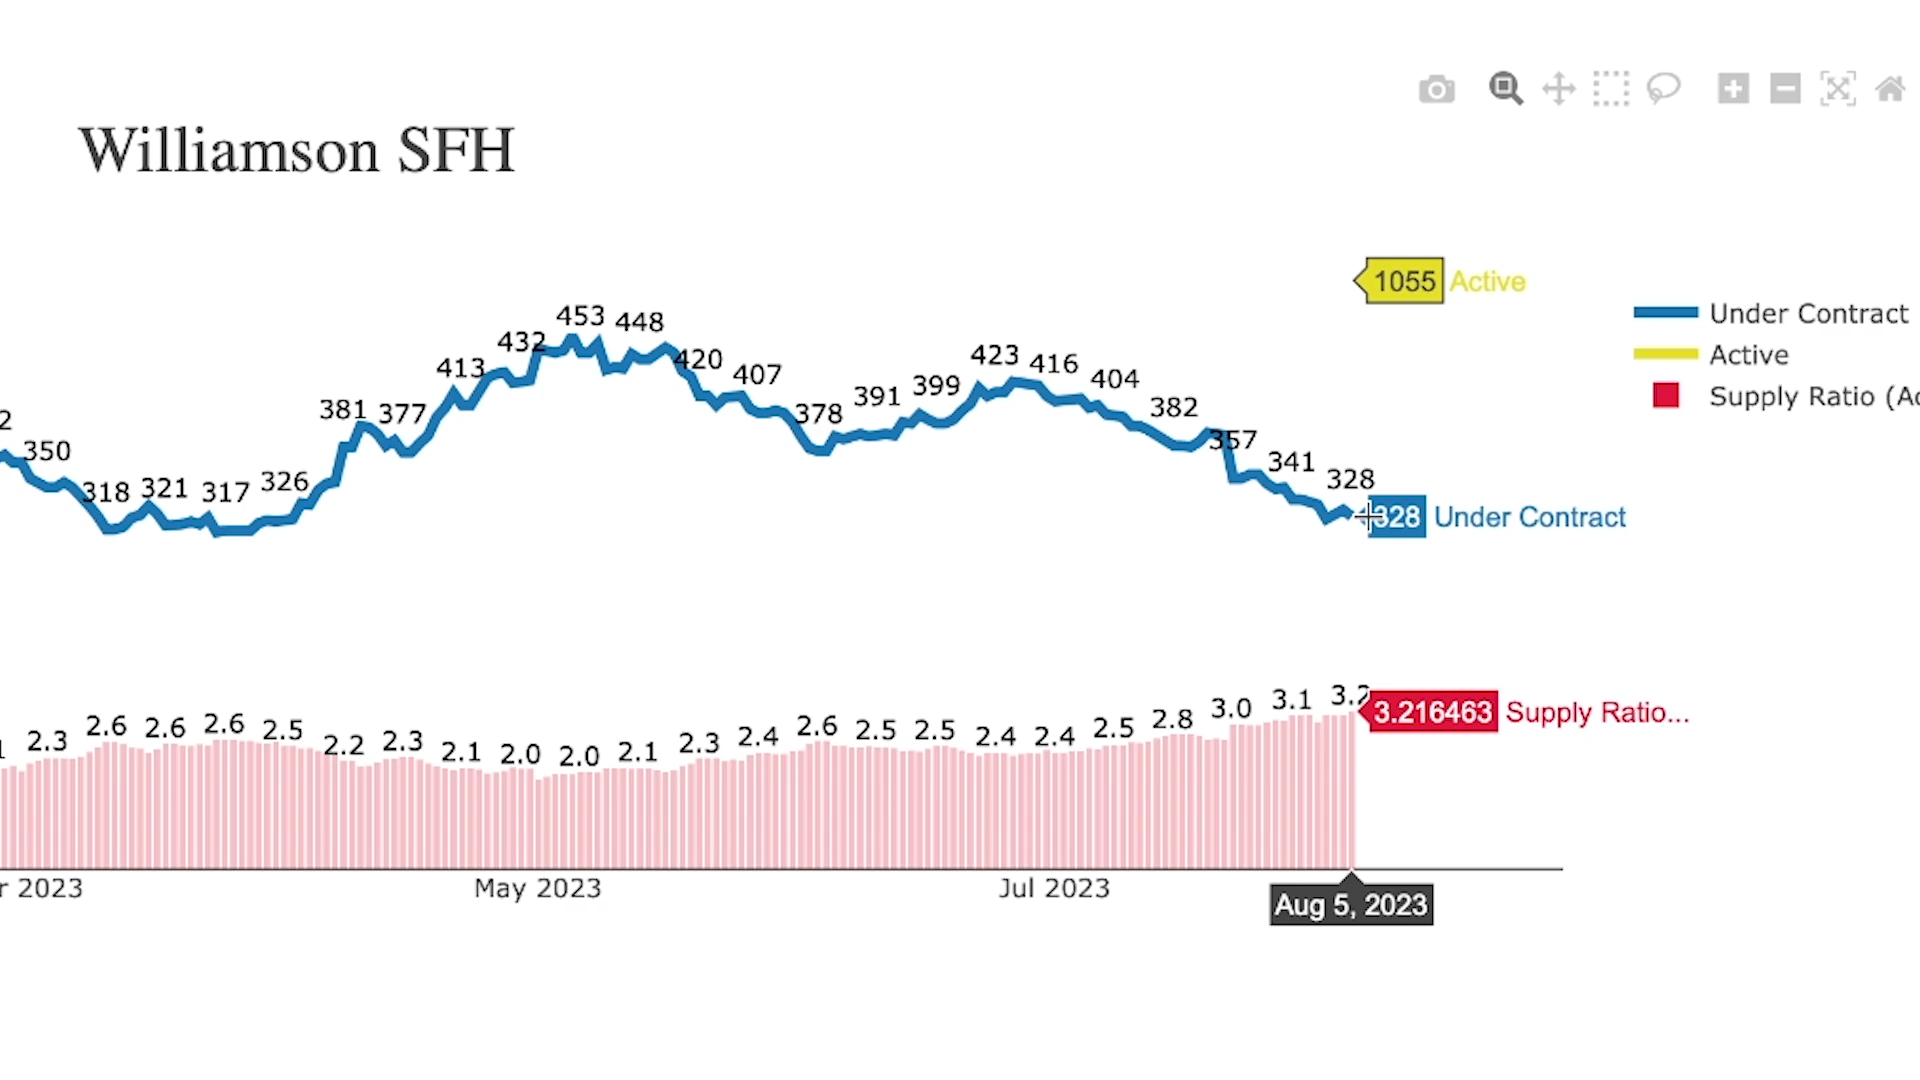 Williamson SFH
1055 Active
Under Contract
Active
Supply Ratio (Ac
2 350 318 321 317 326 381 377 413 432 453 448 420 407 378 391 399 423 416 404 382 357 341 328
328 Under Contract
2.3 2.6 2.6 2.6 2.5 2.2 2.3 2.1 2.0 2.0 2.1 2.3 2.4 2.6 2.5 2.5 2.4 2.4 2.5 2.8 3.0 3.1 3.2
3.216463 Supply Ratio...
r 2023 May 2023 Jul 2023
Aug 5, 2023